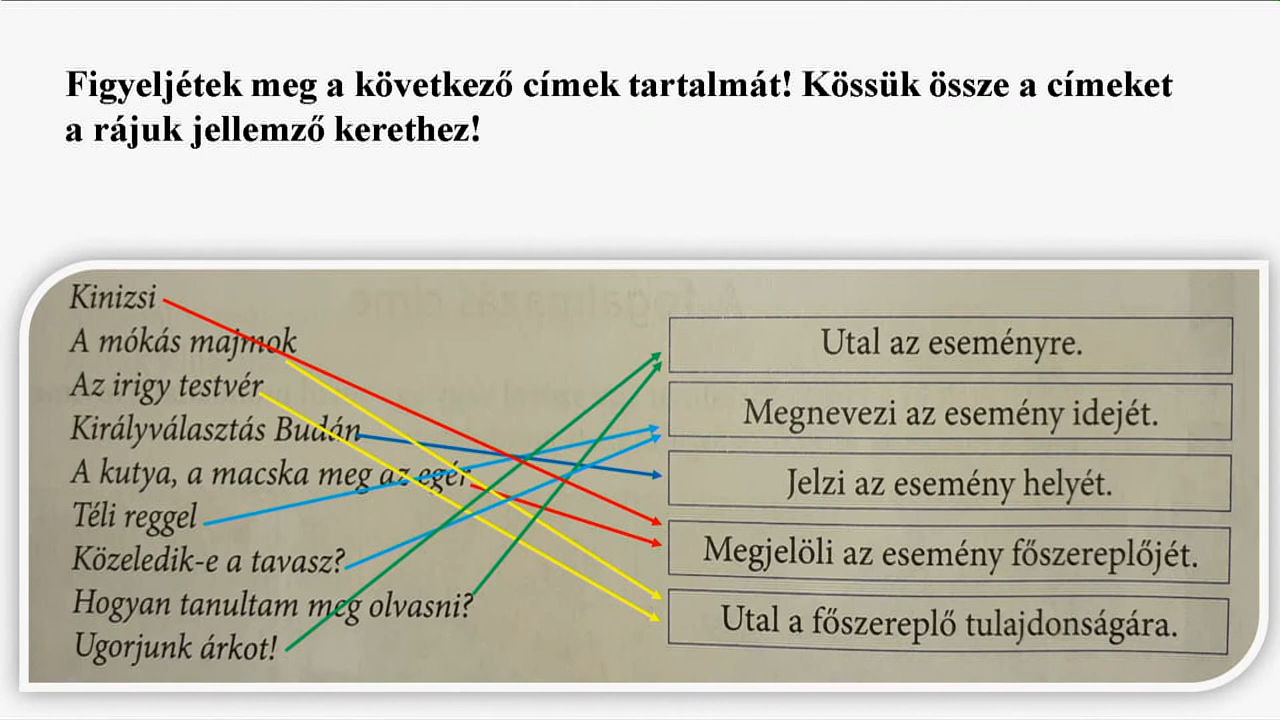 Figyeljétek meg a következő címek tartalmát! Kössük össze a címeket
a rájuk jellemző kerethez!
Kinizsi
A mókás majmok
Az irigy testvér
Királyválasztás Budán
A kutya, a macska meg az egér
Téli reggel
Közeledik-e a tavasz?
Hogyan tanultam meg olvasni?
Ugorjunk árkot!
Utal az eseményre.
Megnevezi az esemény idejét.
Jelzi az esemény helyét.
Megjelöli az esemény főszereplőjét.
Utal a főszereplő tulajdonságára.